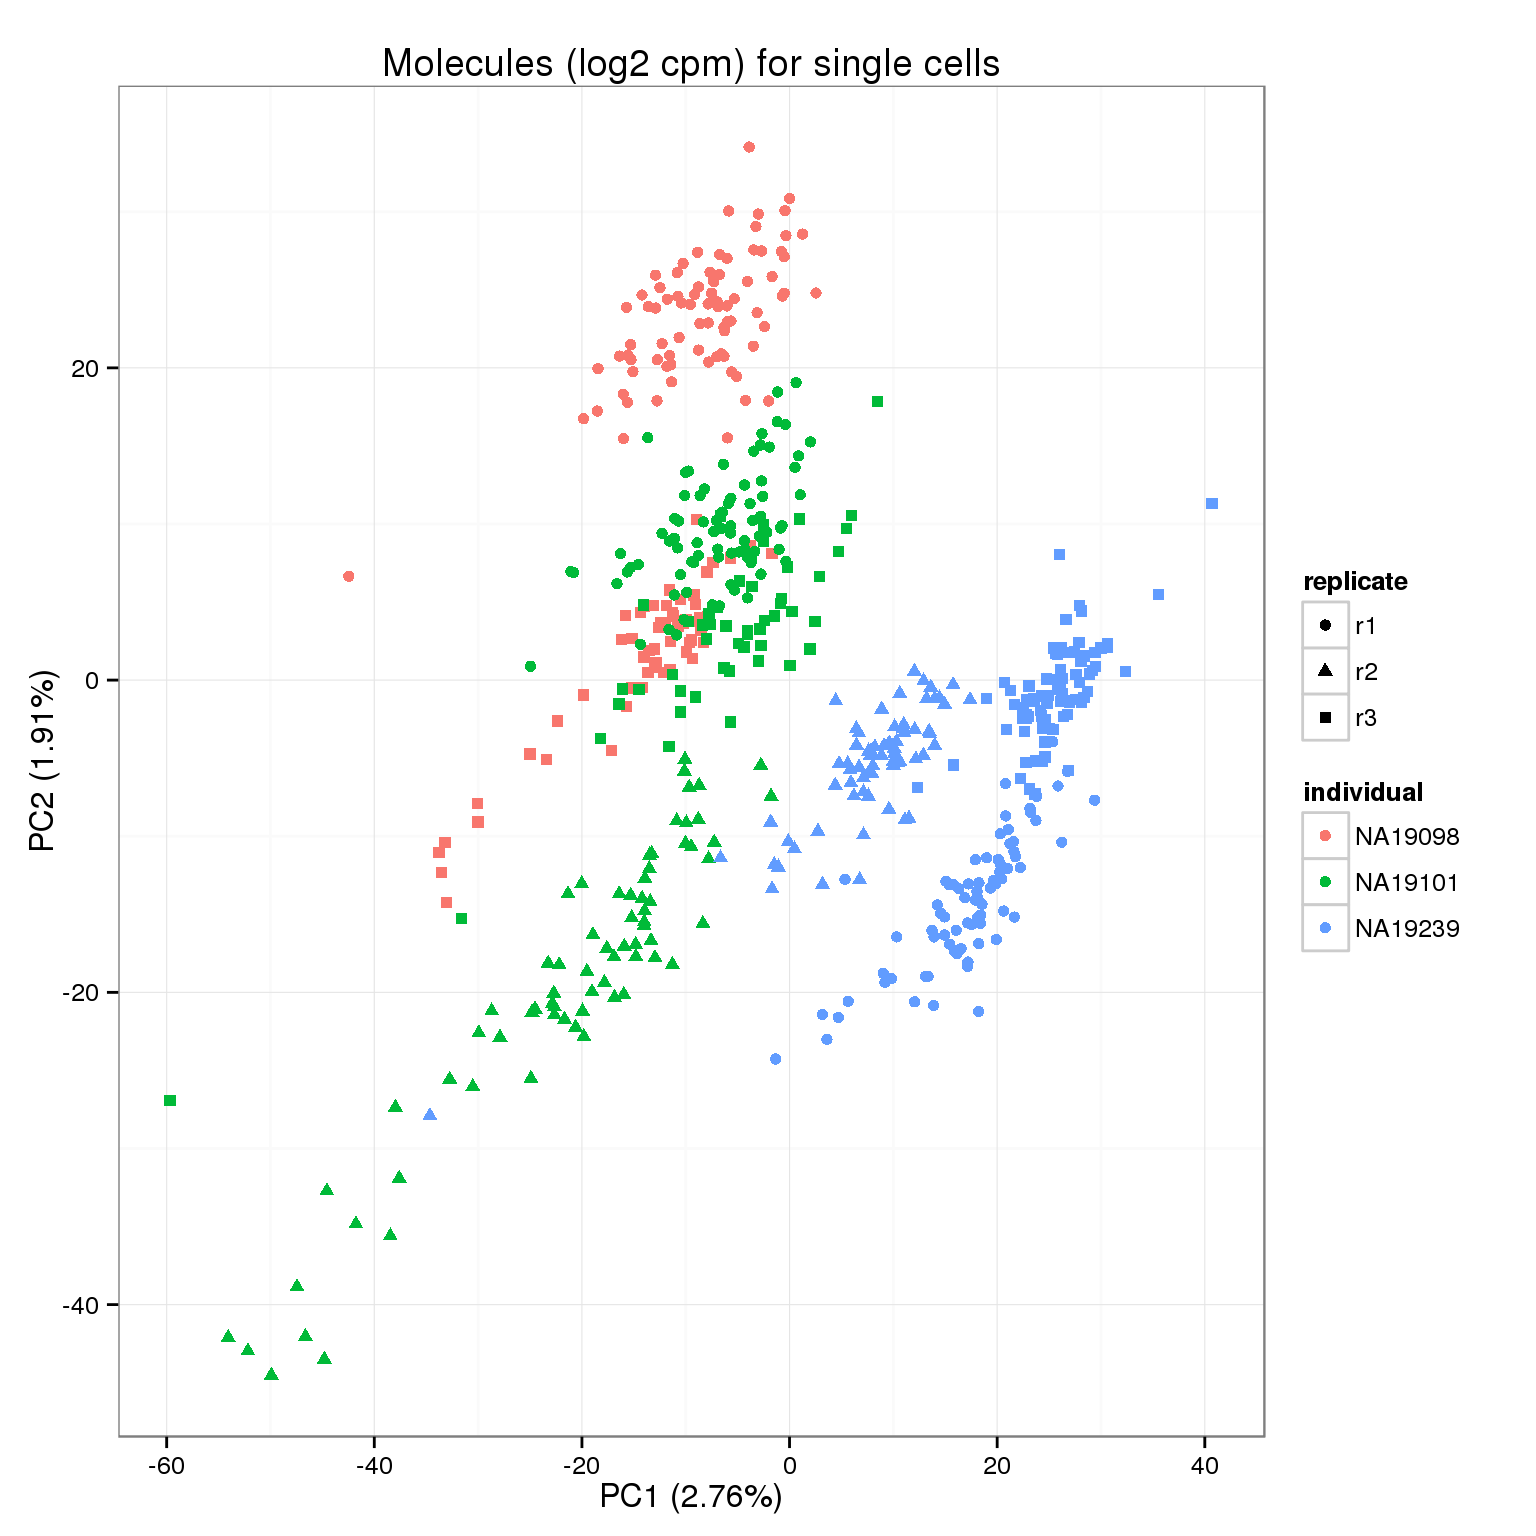 Molecules (log2 cpm) for single cells
PC2 (1.91%)
20
0
-20
-40
-60
-40
-20
0
20
40
PC1 (2.76%)
replicate
r1
r2
r3
individual
NA19098
NA19101
NA19239